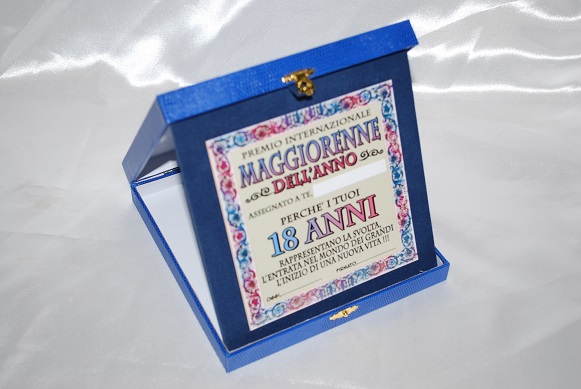 PREMIO INTERNAZIONALE
MAGGIORENNE
DELL'ANNO
ASSEGNATO A TE
PERCHE' I TUOI
18 ANNI
RAPPRESENTANO LA SVOLTA,
L'ENTRATA NEL MONDO DEI GRANDI
L'INIZIO DI UNA NUOVA VITA !!!